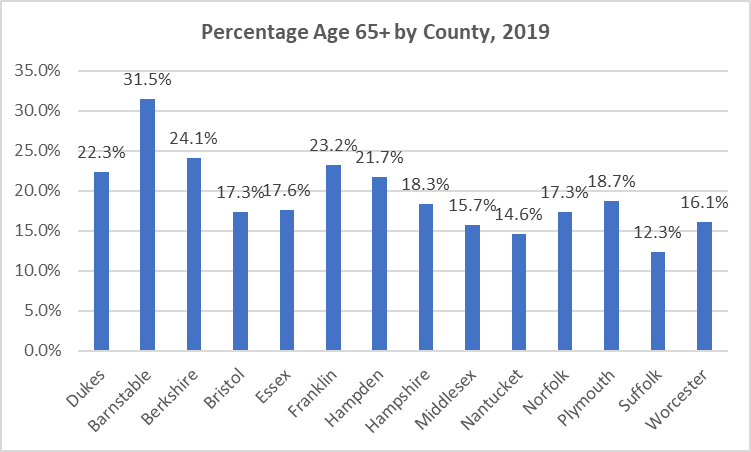 Percentage Age 65+ by County, 2019
35.0%
30.0%
25.0%
20.0%
15.0%
10.0%
5.0%
0.0%
22.3%
31.5%
24.1%
17.3%
17.6%
23.2%
21.7%
18.3%
15.7%
14.6%
17.3%
18.7%
12.3%
16.1%
Dukes
Barnstable
Berkshire
Bristol
Essex
Franklin
Hampden
Hampshire
Middlesex
Nantucket
Norfolk
Plymouth
Suffolk
Worcester